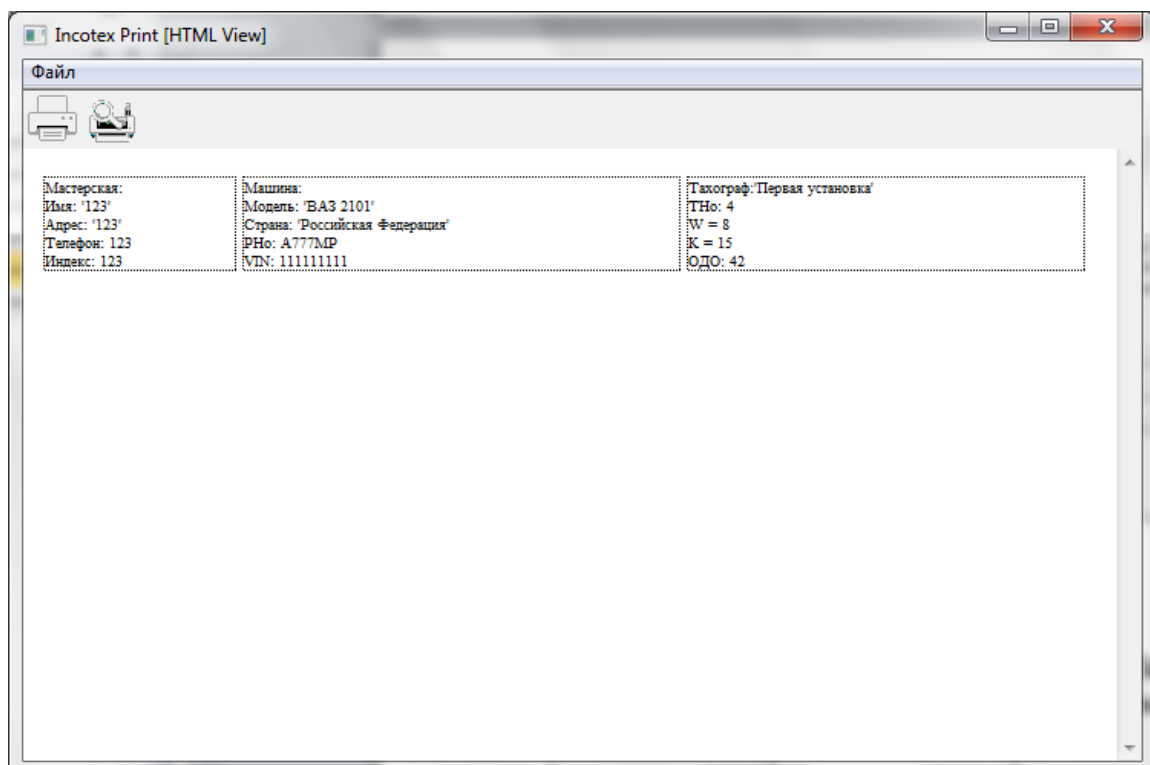 Incotex Print [HTML View]
Файл
Мастерская:
Имя: '123'
Адрес: '123'
Телефон: 123
Индекс: 123
Машина:
Модель: 'ВАЗ 2101'
Страна: 'Российская Федерация'
РНо: А777МР
VIN: 111111111
Тахограф:'Первая установка'
ТНо: 4
W = 8
K = 15
ОДО: 42